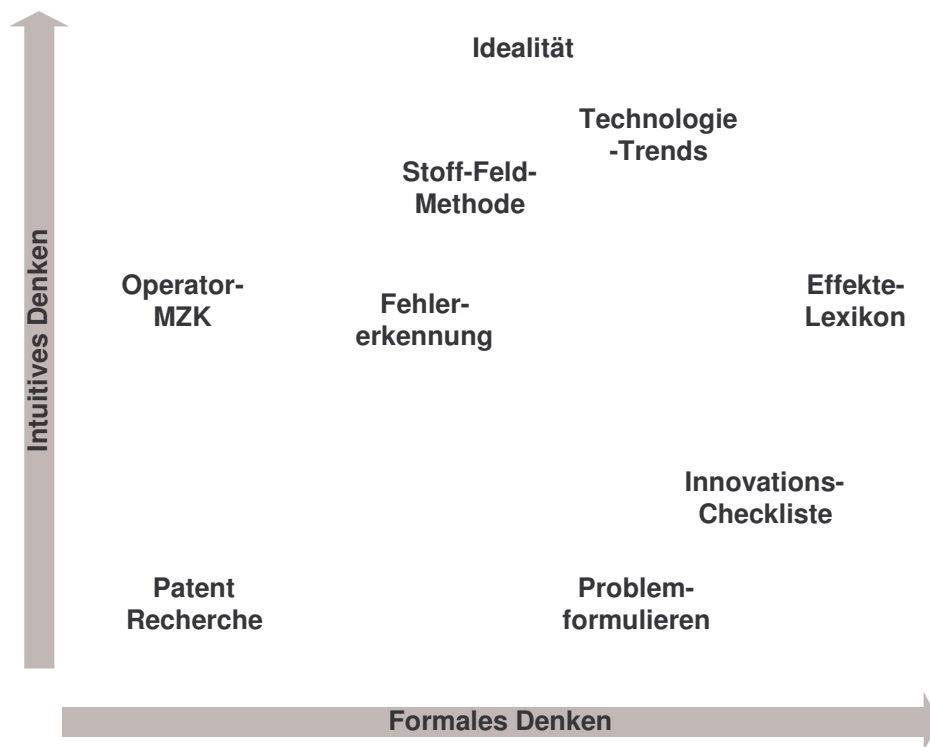 Idealität
Technologie
-Trends
Stoff-Feld-
Methode
Intuitives Denken
Operator-
MZK
Fehler-
erkennung
Effekte-
Lexikon
Innovations-
Checkliste
Patent
Recherche
Problem-
formulieren
Formales Denken